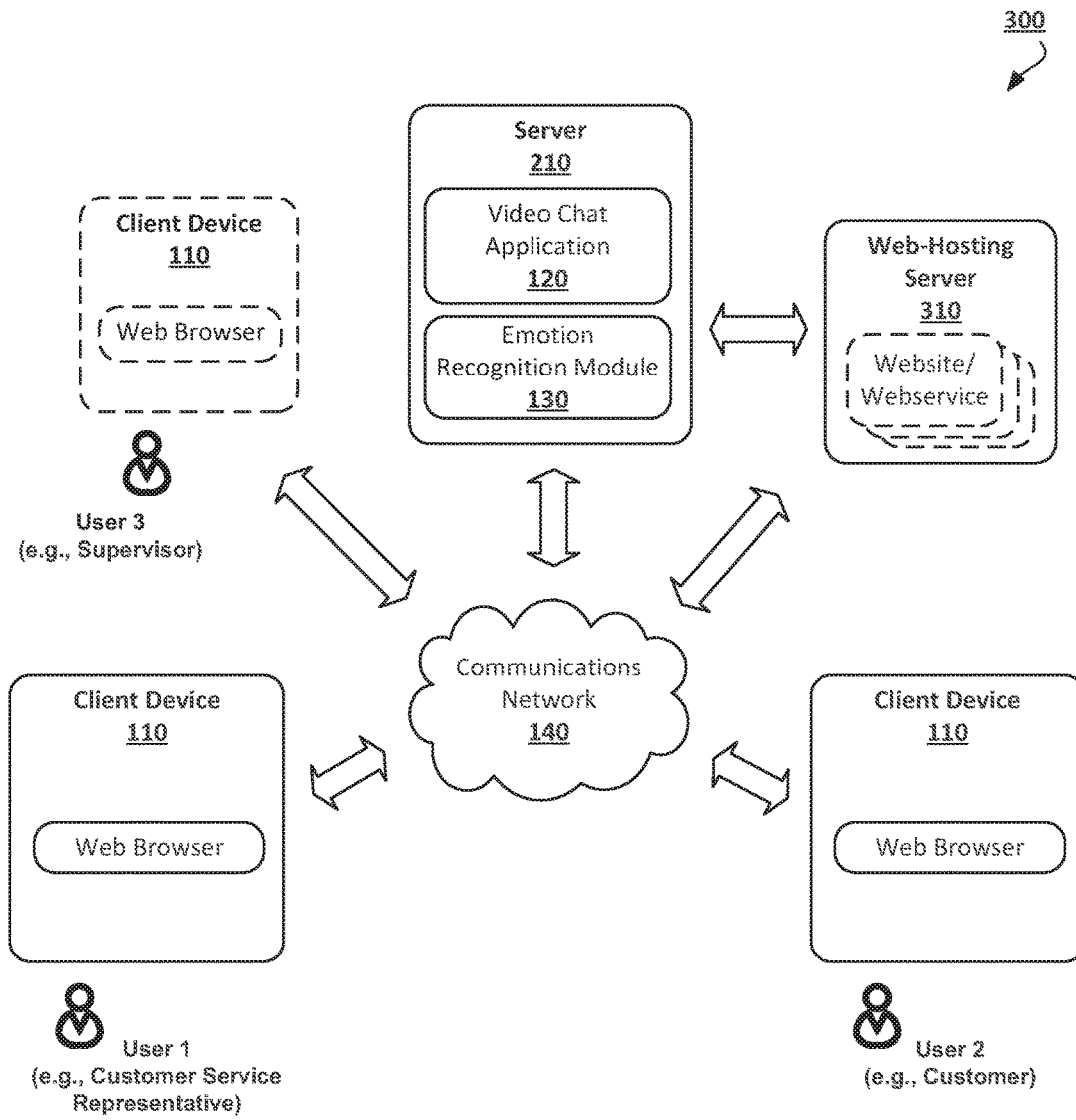 300
Server
210
Video Chat
Application
120
Emotion
Recognition Module
130
Client Device
110
Web Browser
User 3
(e.g., Supervisor)
Web-Hosting
Server
310
Website/
Webservice
Communications
Network
140
Client Device
110
Web Browser
User 1
(e.g., Customer Service
Representative)
Client Device
110
Web Browser
User 2
(e.g., Customer)